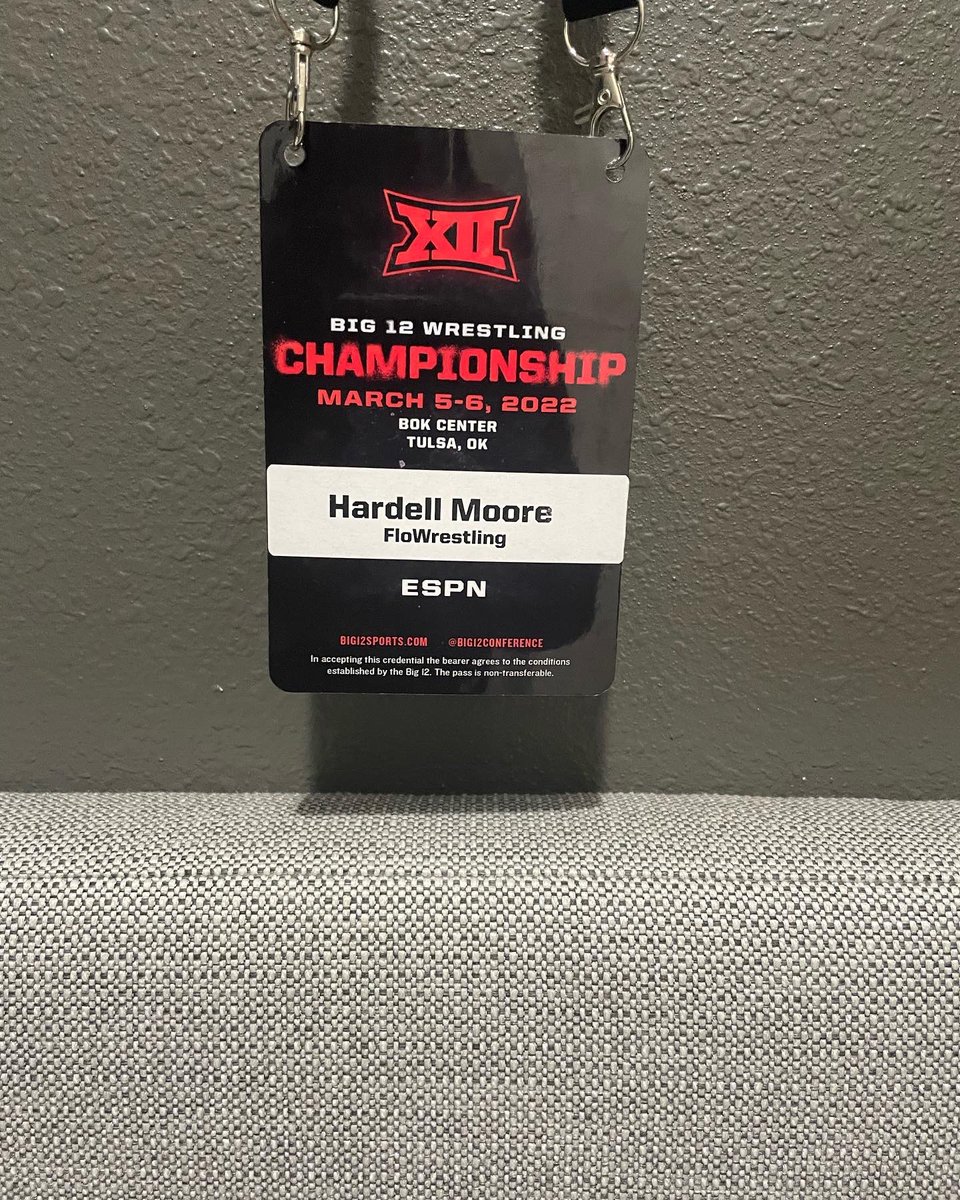 XII
BIG 12 WRESTLING
CHAMPIONSHIP
MARCH 5-6, 2022
BOK CENTER
TULSA, OK
Hardell Moore
FloWrestling
ESPN
BIG12SPORTS.COM @BIG12CONFERENCE
In accepting this credential the bearer agrees to the conditions
established by the Big 12. The pass is non-transferable.